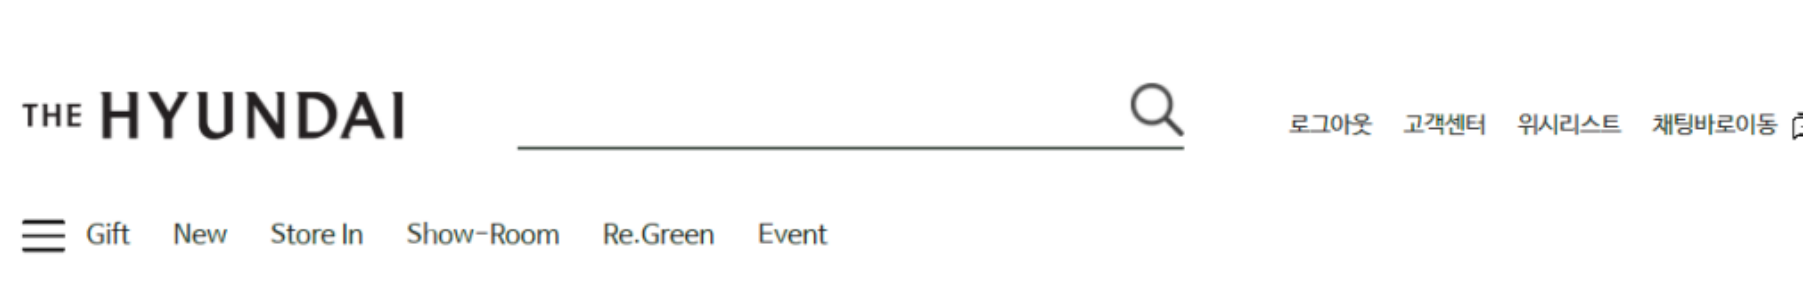 THE HYUNDAI
로그아웃 고객센터 위시리스트 채팅바로이동
Gift New Store In Show-Room Re.Green Event